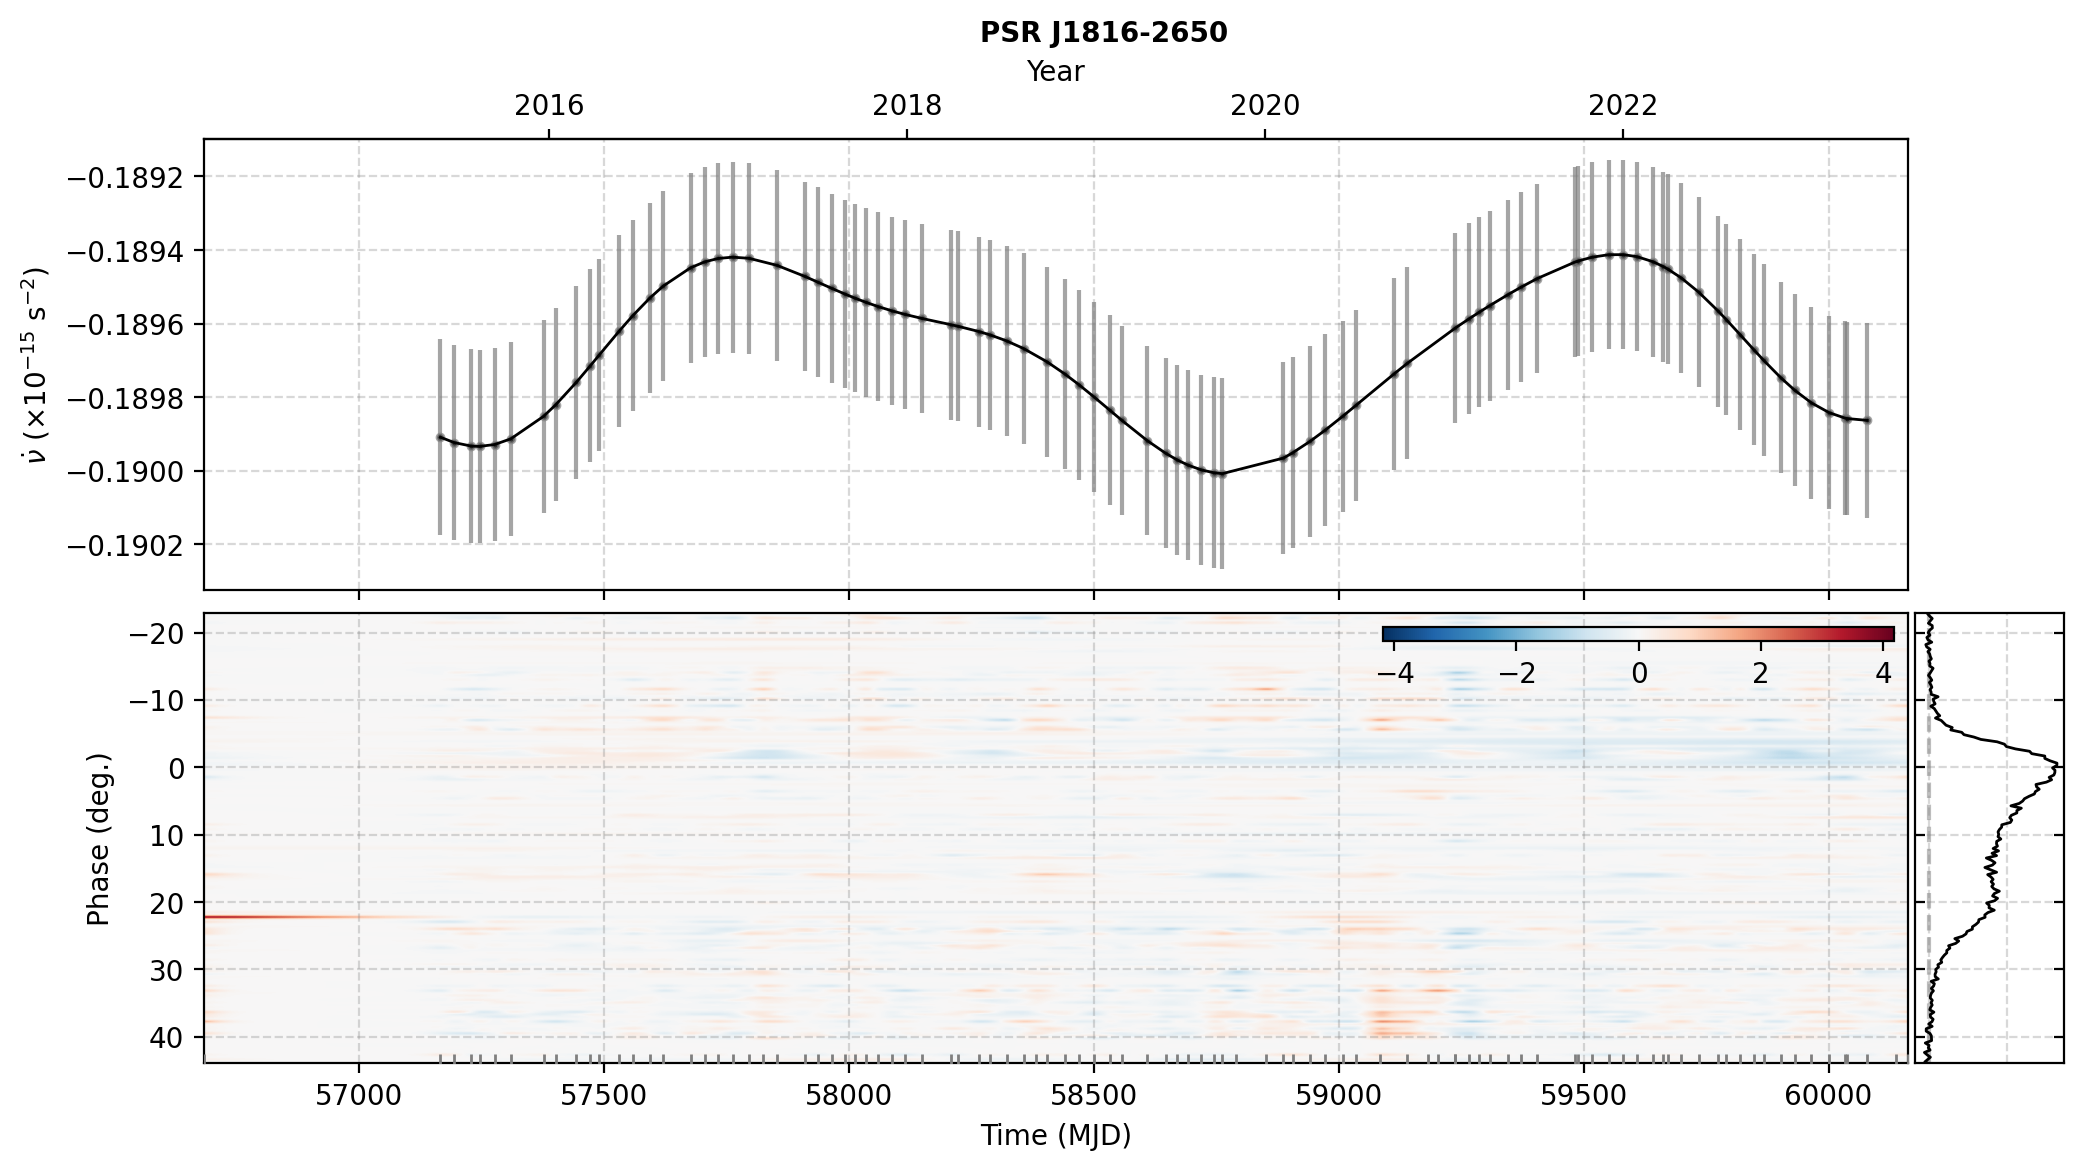 PSR J1816-2650
Year
2016 2018 2020 2022
−0.1892
−0.1894
−0.1896
−0.1898
−0.1900
−0.1902
ν̇ (×10⁻¹⁵ s⁻²)
−20
−10
0
10
20
30
40
Phase (deg.)
−4 −2 0 2 4
57000 57500 58000 58500 59000 59500 60000
Time (MJD)